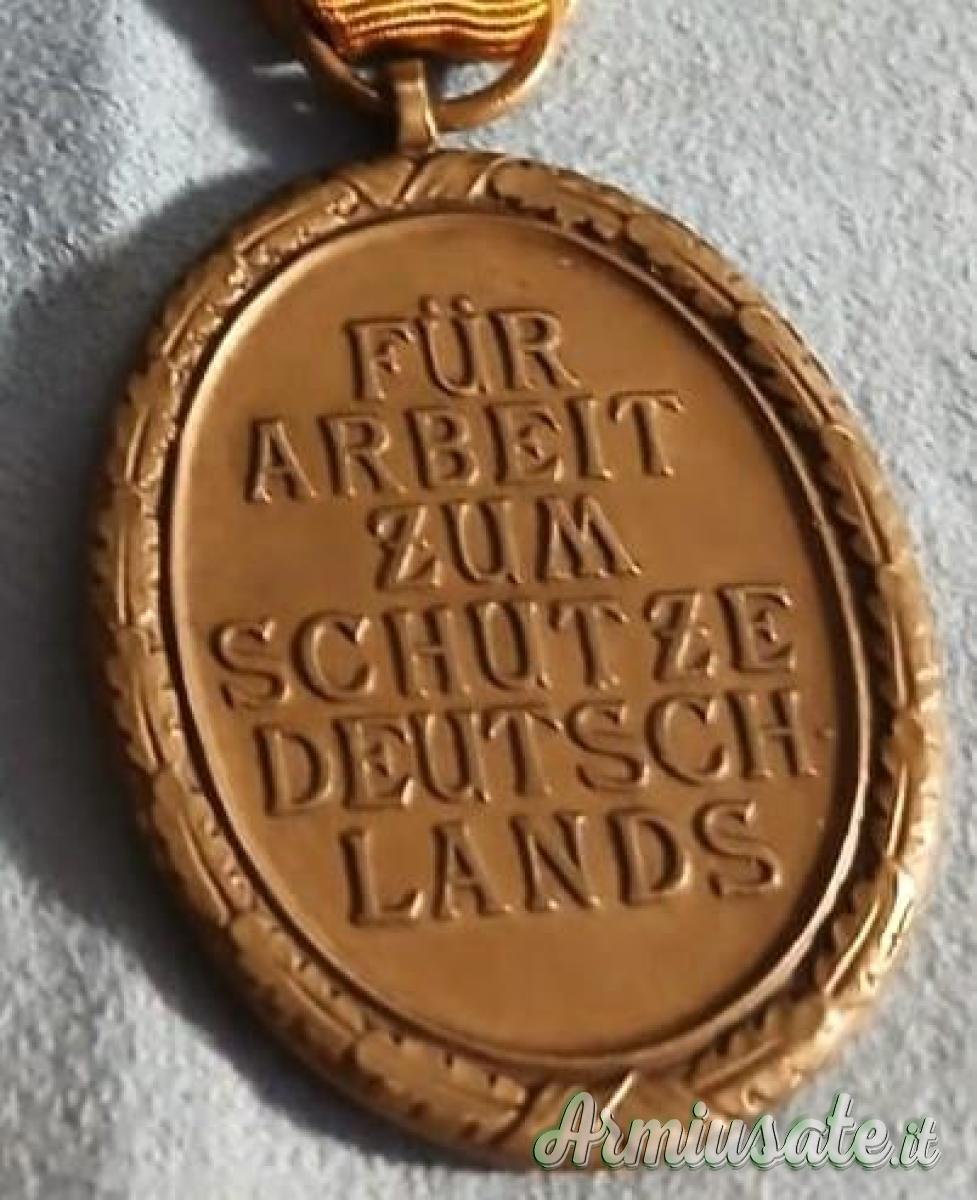 FÜR
ARBEIT
ZUM
SCHUTZE
DEUTSCH
LANDS
Armiusate.it